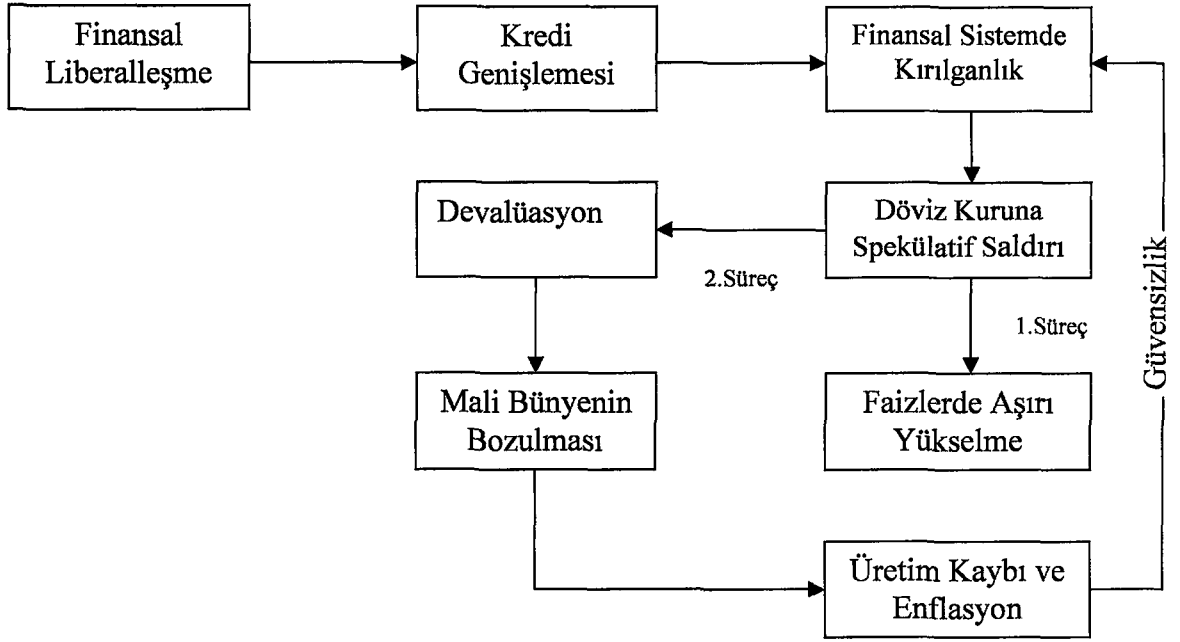 Finansal
Liberalleşme
Kredi
Genişlemesi
Finansal Sistemde
Kırılganlık
Devalüasyon
Döviz Kuruna
Spekülatif Saldırı
2.Süreç
1.Süreç
Güvensizlik
Mali Bünyenin
Bozulması
Faizlerde Aşırı
Yükselme
Üretim Kaybı ve
Enflasyon